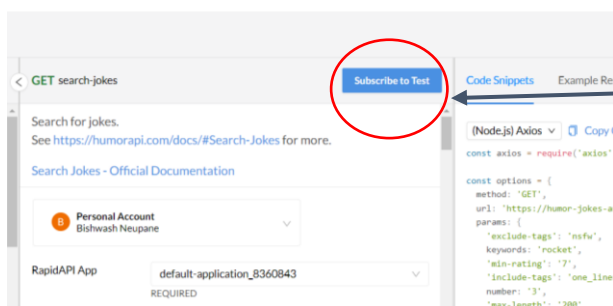 GET search-jokes
Subscribe to Test
Search for jokes.
See https://humorapi.com/docs/#Search-Jokes for more.
Search Jokes - Official Documentation
B
Personal Account
Bishwash Neupane
RapidAPI App
default-application_8360843
REQUIRED
Code Snippets
Example Re
(Node.js) Axios
Copy
const axios = require('axios'
const options = {
method: 'GET',
url: 'https://humor-jokes-a
params: {
'exclude-tags': 'nsfw',
keywords: 'rocket',
'min-rating': '7',
'include-tags': 'one_line
number: '3',
'max-length': '200'